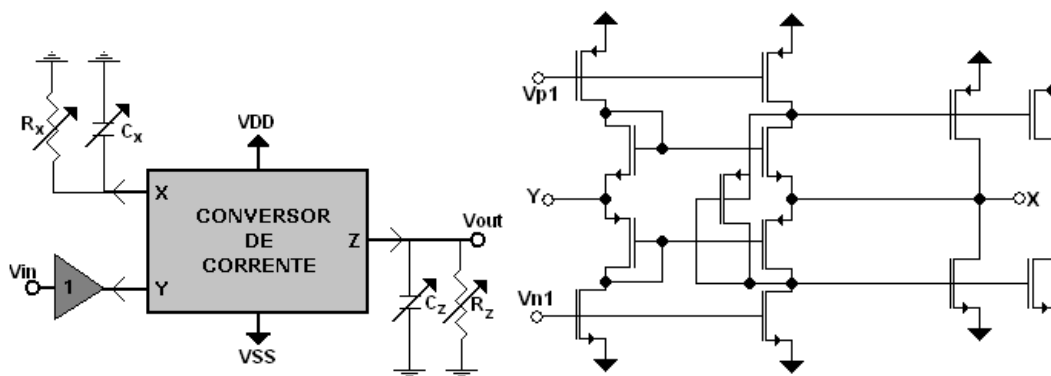 RX
CX
VDD
X
CONVERSOR
DE
CORRENTE
Z
Vout
Vin
1
Y
CZ
RZ
VSS
Vp1
Y
X
Vn1